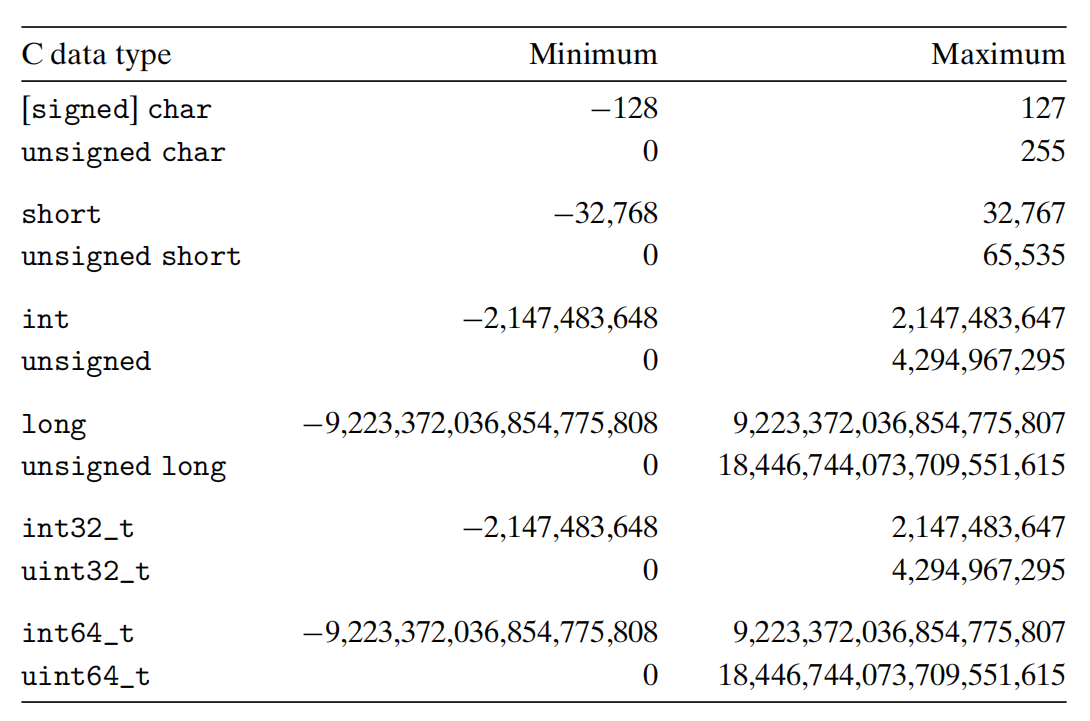 C data type Minimum Maximum
[signed] char −128 127
unsigned char 0 255
short −32,768 32,767
unsigned short 0 65,535
int −2,147,483,648 2,147,483,647
unsigned 0 4,294,967,295
long −9,223,372,036,854,775,808 9,223,372,036,854,775,807
unsigned long 0 18,446,744,073,709,551,615
int32_t −2,147,483,648 2,147,483,647
uint32_t 0 4,294,967,295
int64_t −9,223,372,036,854,775,808 9,223,372,036,854,775,807
uint64_t 0 18,446,744,073,709,551,615